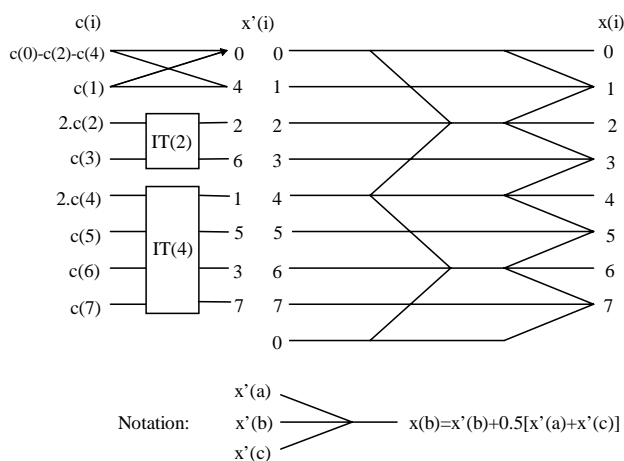 c(i) x'(i) x(i)
c(0)-c(2)-c(4) 0 0 0
c(1) 4 1 1
2.c(2) IT(2) 2 2 2
c(3) 6 3 3
2.c(4) IT(4) 1 4 4
c(5) 5 5 5
c(6) 3 6 6
c(7) 7 7 7
0
x'(a)
Notation: x'(b) x(b)=x'(b)+0.5[x'(a)+x'(c)]
x'(c)